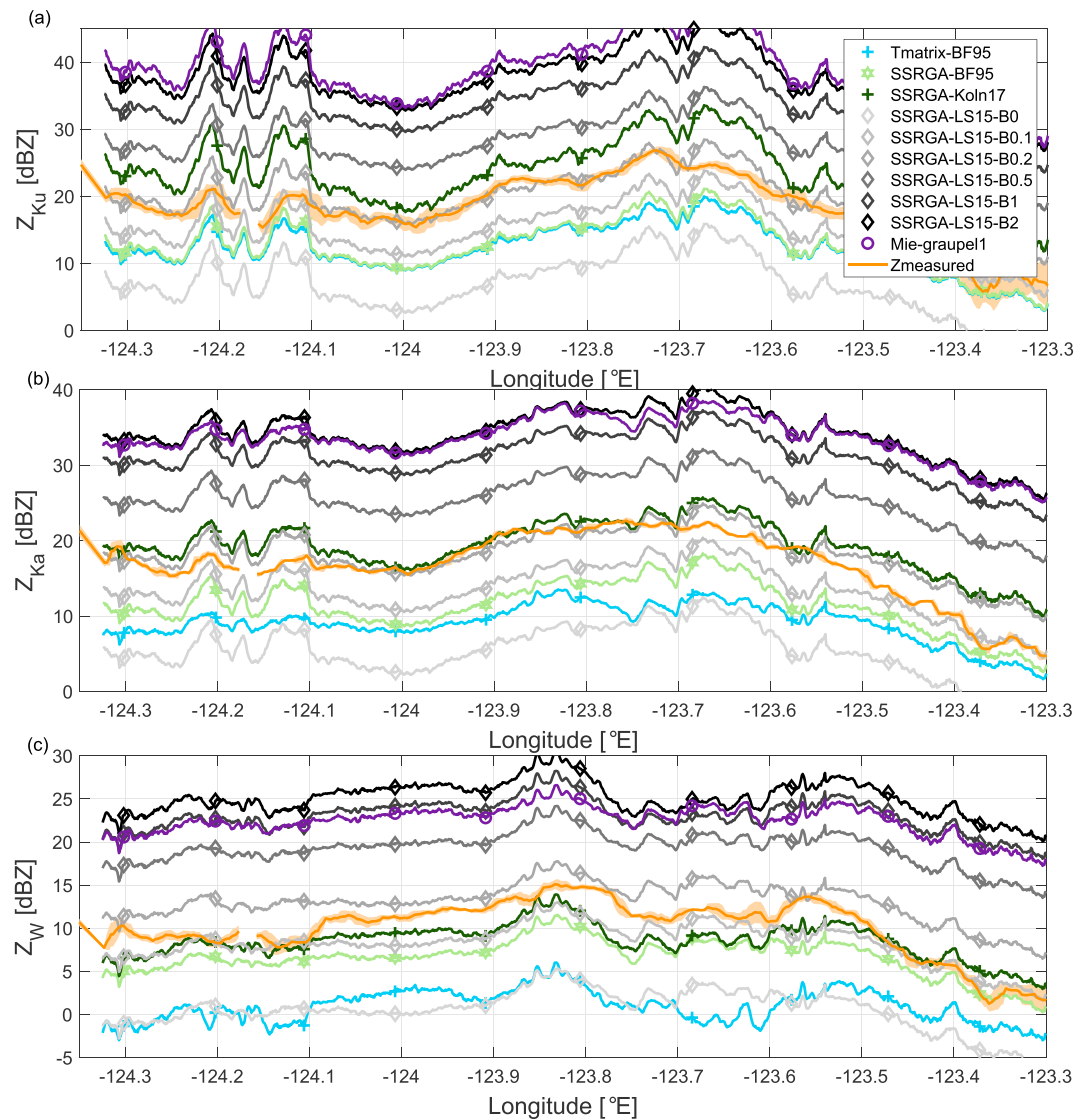 (a)
40
30
20
10
0
Z_Ku [dBZ]
Tmatrix-BF95
SSRGA-BF95
SSRGA-Koln17
SSRGA-LS15-B0
SSRGA-LS15-B0.1
SSRGA-LS15-B0.2
SSRGA-LS15-B0.5
SSRGA-LS15-B1
SSRGA-LS15-B2
Mie-graupel1
Zmeasured
-124.3 -124.2 -124.1 -124 -123.9 -123.8 -123.7 -123.6 -123.5 -123.4 -123.3
Longitude [°E]
(b)
40
30
20
10
0
Z_Ka [dBZ]
-124.3 -124.2 -124.1 -124 -123.9 -123.8 -123.7 -123.6 -123.5 -123.4 -123.3
Longitude [°E]
(c)
30
25
20
15
10
5
0
-5
Z_W [dBZ]
-124.3 -124.2 -124.1 -124 -123.9 -123.8 -123.7 -123.6 -123.5 -123.4 -123.3
Longitude [°E]